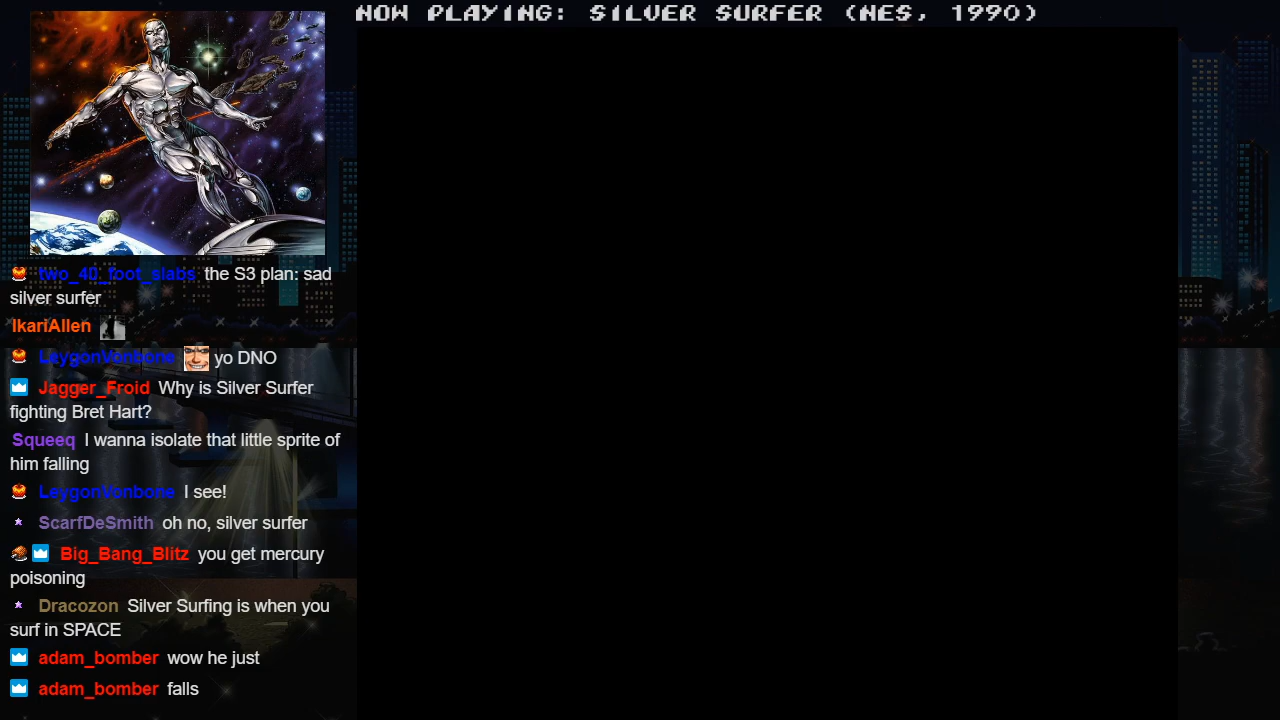 NOW PLAYING: SILVER SURFER (NES, 1990)
two_40_foot_slabs the S3 plan: sad
silver surfer
IkariAllen
LeygonVonbone yo DNO
Jagger_Froid Why is Silver Surfer
fighting Bret Hart?
Squeeq I wanna isolate that little sprite of
him falling
LeygonVonbone I see!
ScarfDeSmith oh no, silver surfer
Big_Bang_Blitz you get mercury
poisoning
Dracozon Silver Surfing is when you
surf in SPACE
adam_bomber wow he just
adam_bomber falls